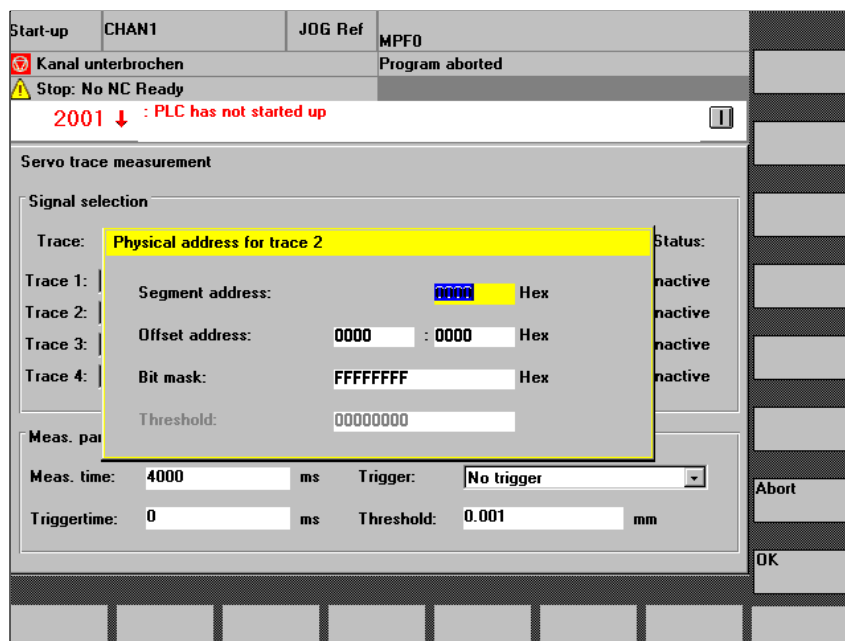 Start-up CHAN1 JOG Ref MPF0
Kanal unterbrochen Program aborted
Stop: No NC Ready
2001 ↓ : PLC has not started up
Servo trace measurement
Signal selection
Trace: Status:
Physical address for trace 2
Trace 1: nactive
Segment address: 0000 Hex
Trace 2: nactive
Offset address: 0000 : 0000 Hex
Trace 3: nactive
Trace 4: nactive
Bit mask: FFFFFFFF Hex
Threshold: 00000000
Meas. par
Meas. time: 4000 ms Trigger: No trigger
Abort
Triggertime: 0 ms Threshold: 0.001 mm
OK